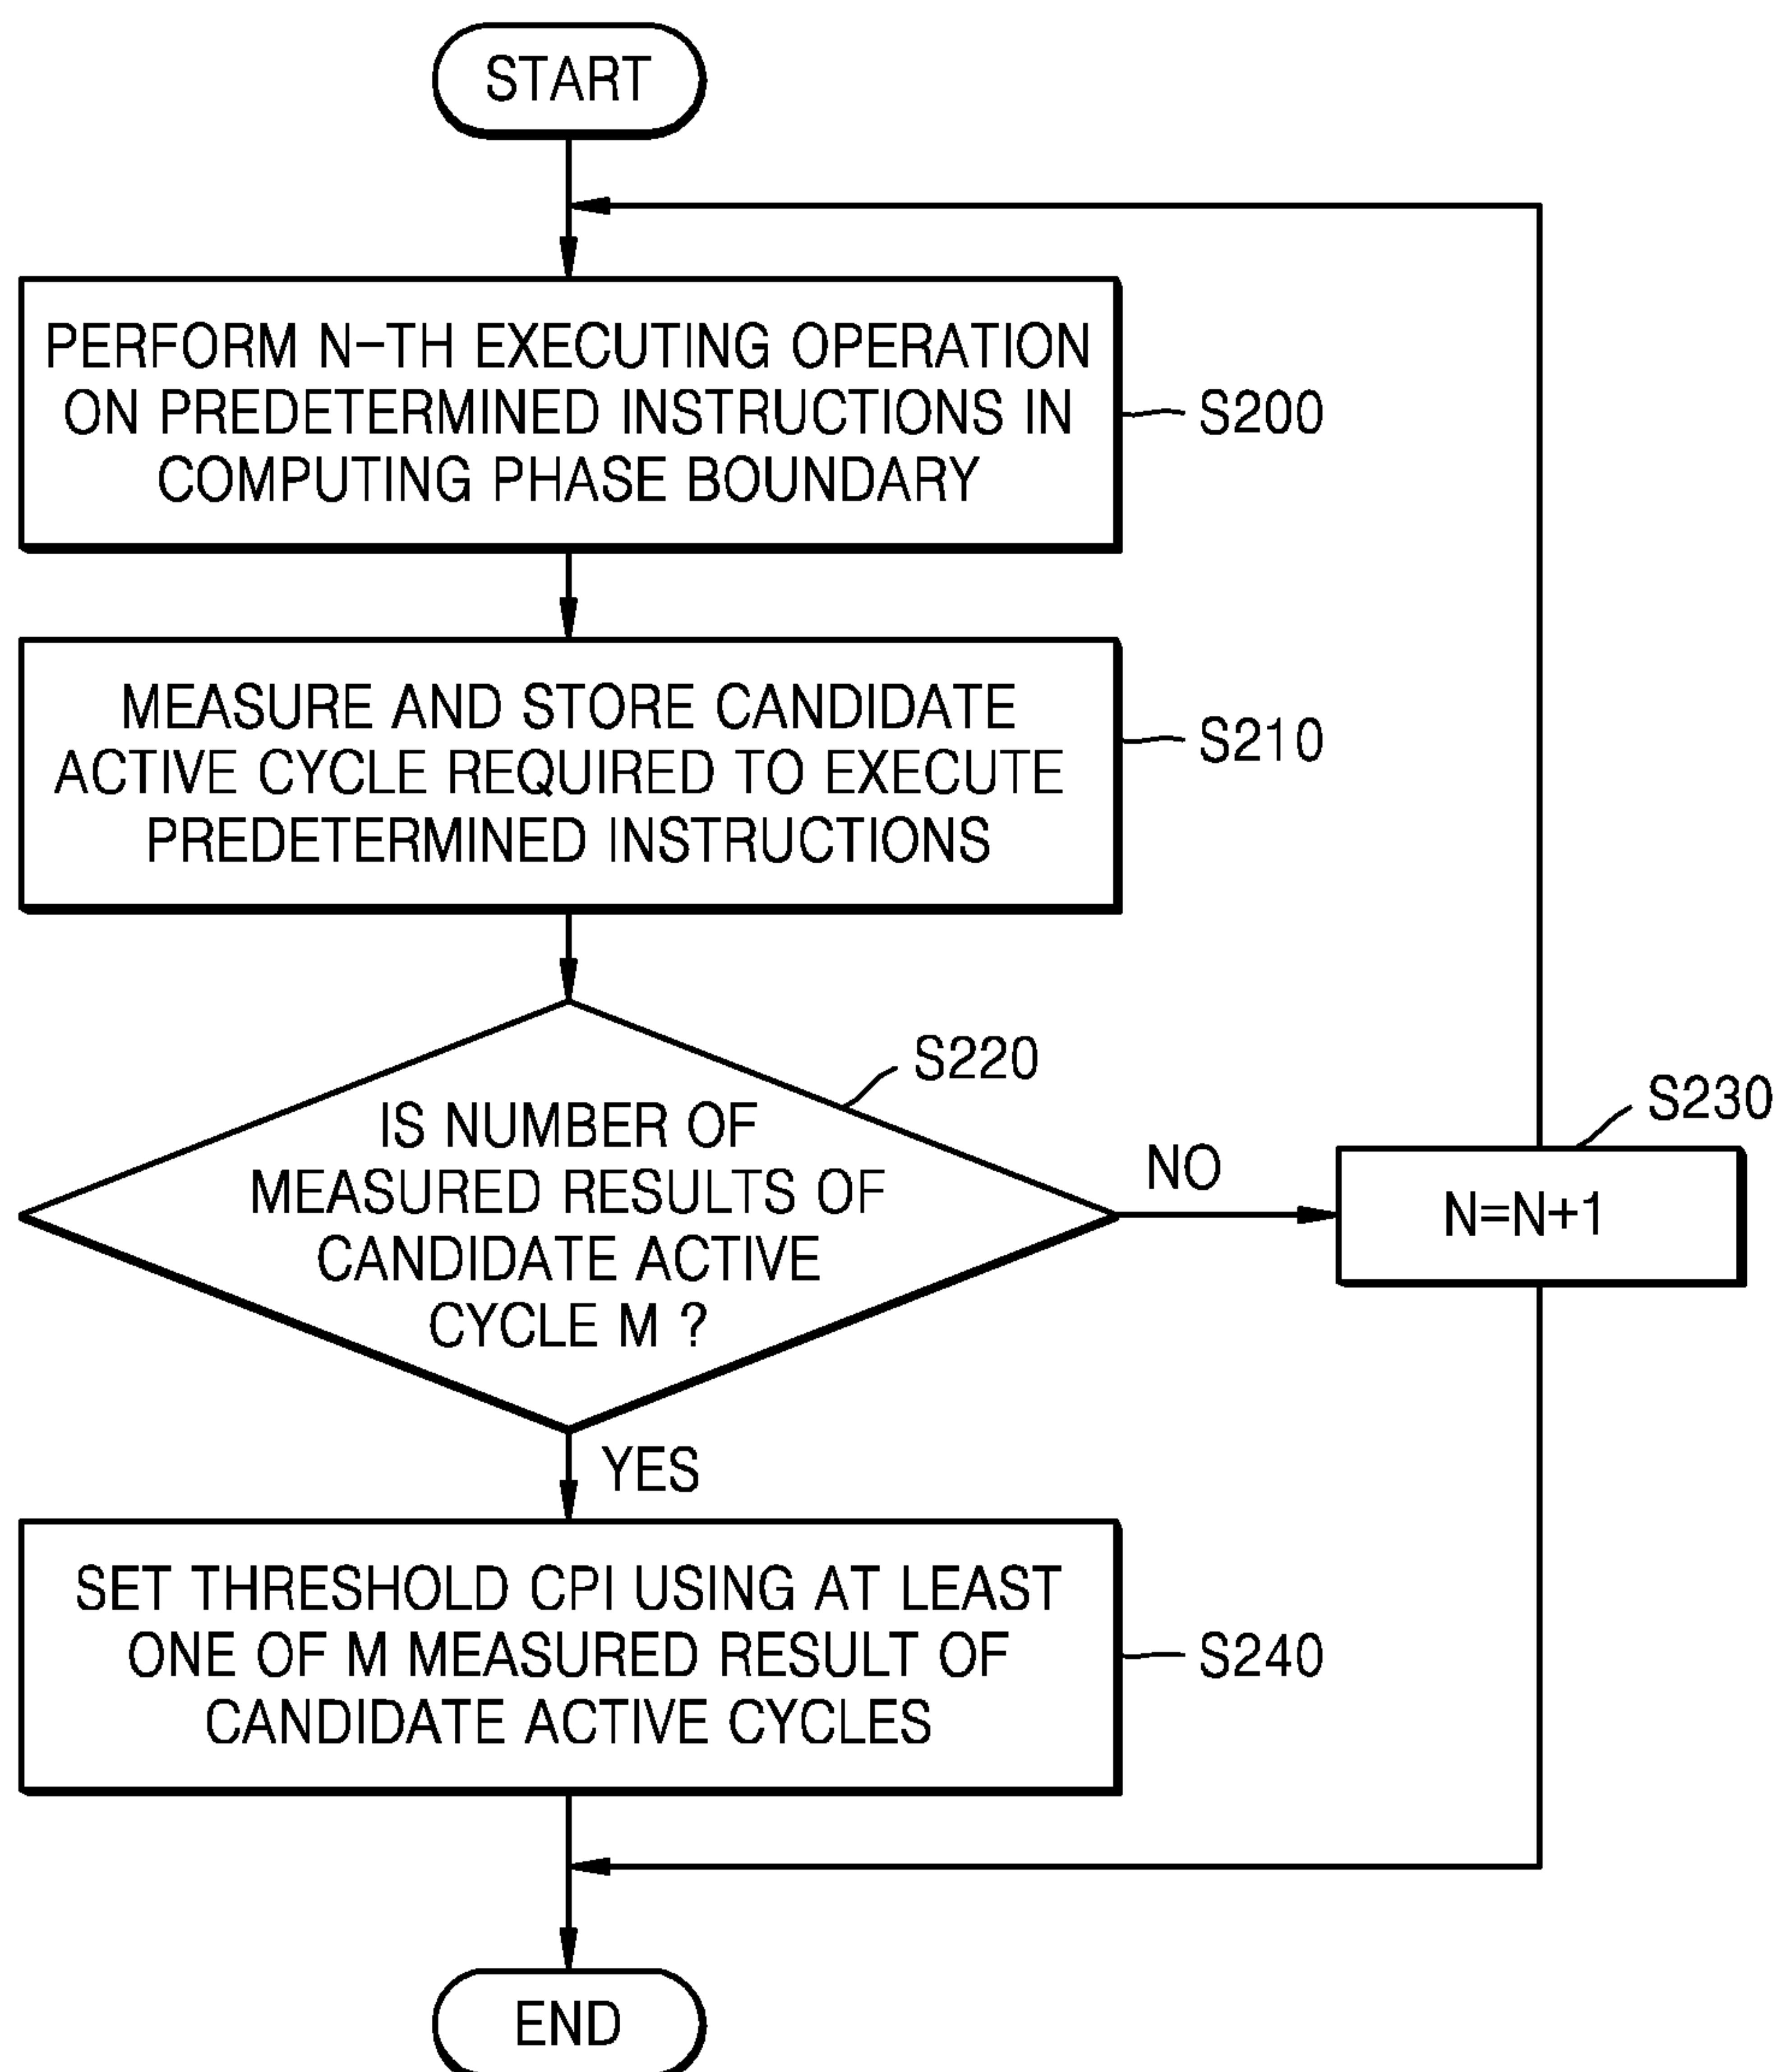 START
PERFORM N-TH EXECUTING OPERATION
ON PREDETERMINED INSTRUCTIONS IN
COMPUTING PHASE BOUNDARY
S200
MEASURE AND STORE CANDIDATE
ACTIVE CYCLE REQUIRED TO EXECUTE
PREDETERMINED INSTRUCTIONS
S210
S220
IS NUMBER OF
MEASURED RESULTS OF
CANDIDATE ACTIVE
CYCLE M ?
NO
S230
N=N+1
YES
SET THRESHOLD CPI USING AT LEAST
ONE OF M MEASURED RESULT OF
CANDIDATE ACTIVE CYCLES
S240
END